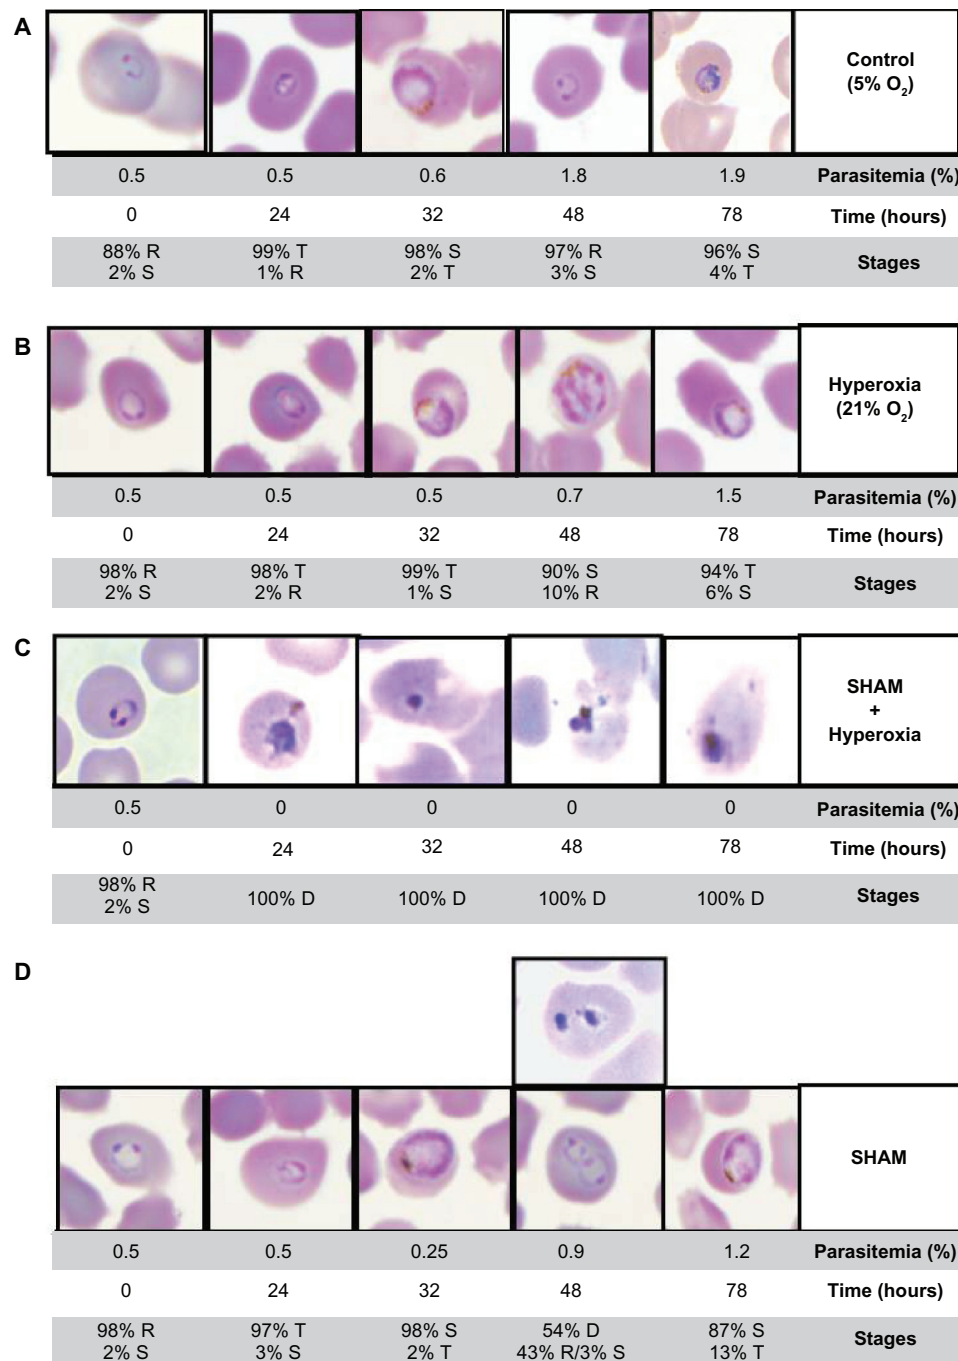 A
Control
(5% O₂)
0.5 0.5 0.6 1.8 1.9 Parasitemia (%)
0 24 32 48 78 Time (hours)
88% R 99% T 98% S 97% R 96% S Stages
2% S 1% R 2% T 3% S 4% T
B
Hyperoxia
(21% O₂)
0.5 0.5 0.5 0.7 1.5 Parasitemia (%)
0 24 32 48 78 Time (hours)
98% R 98% T 99% T 90% S 94% T Stages
2% S 2% R 1% S 10% R 6% S
C
SHAM
+
Hyperoxia
0.5 0 0 0 0 Parasitemia (%)
0 24 32 48 78 Time (hours)
98% R 100% D 100% D 100% D 100% D Stages
2% S
D
SHAM
0.5 0.5 0.25 0.9 1.2 Parasitemia (%)
0 24 32 48 78 Time (hours)
98% R 97% T 98% S 54% D 87% S Stages
2% S 3% S 2% T 43% R/3% S 13% T